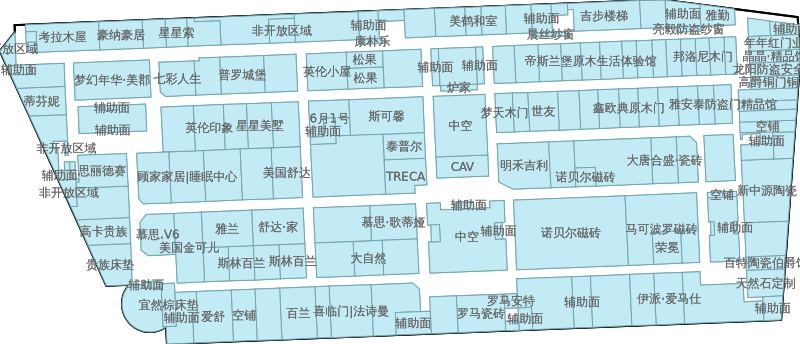 考拉木屋
豪纳豪居
星星索
非开放区域
辅助面
康朴乐
美鹤和室
辅助面
晨丝纱窗
吉步楼梯
辅助面
雅勤
亮毅防盗纱窗
辅助
放区域
辅助面
梦幻年华·美郡
七彩人生
普罗城堡
英伦小屋
松果
松果
辅助面
辅助面
炉家
帝斯兰堡原木生活体验馆
邦洛尼木门
年年红门业
晶晶·精品馆
龙阳防盗安全
高爵铜门铜
蒂芬妮
辅助面
辅助面
英伦印象
星星美墅
6月1号
辅助面
斯可馨
中空
梦天木门
世友
鑫欧典原木门
雅安泰防盗门精品馆
空铺
辅助面
非开放区域
辅助面
非开放区域
思丽德赛
顾家家居|睡眠中心
美国舒达
泰普尔
TRECA
CAV
明禾吉利
诺贝尔磁砖
大唐合盛·瓷砖
空铺
新中源陶瓷
高卡贵族
慕思.V6
美国金可儿
雅兰
舒达·家
慕思·歌蒂娅
辅助面
中空
辅助面
诺贝尔磁砖
马可波罗磁砖
荣冕
辅助面
贵族床垫
斯林百兰
斯林百兰
大自然
百特陶瓷伯爵馆
天然石定制
辅助面
宜然棕床垫
辅助面
爱舒
空铺
百兰
喜临门|法诗曼
辅助面
罗马瓷砖
罗马安特
辅助面
辅助面
伊派·爱马仕
辅助面